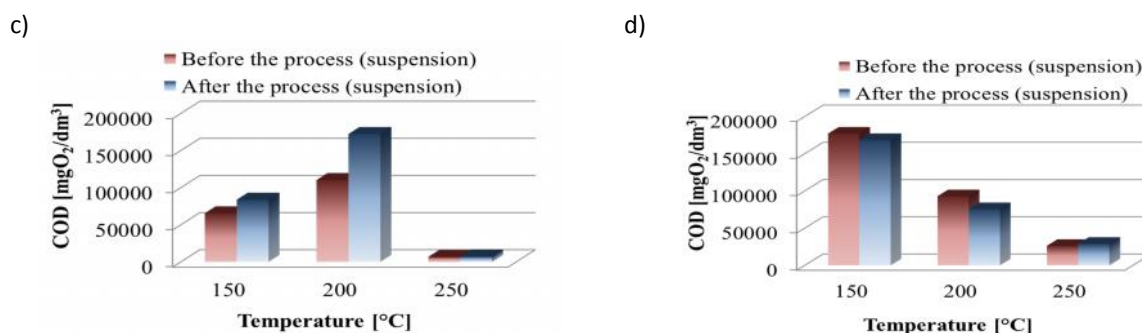 c)
Before the process (suspension)
After the process (suspension)
COD [mgO₂/dm³]
200000
150000
100000
50000
0
150 200 250
Temperature [°C]
d)
Before the process (suspension)
After the process (suspension)
COD [mgO₂/dm³]
200000
150000
100000
50000
0
150 200 250
Temperature [°C]